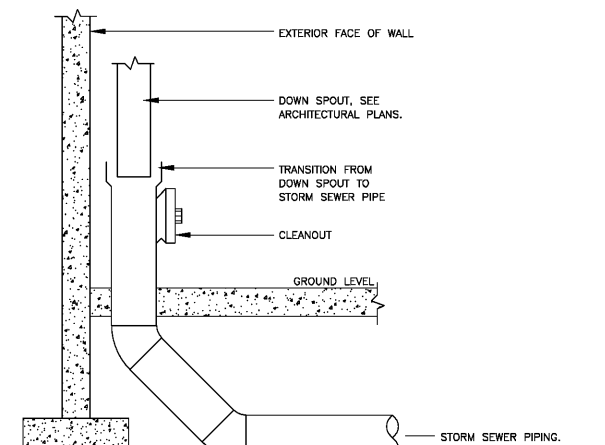 EXTERIOR FACE OF WALL
DOWN SPOUT, SEE
ARCHITECTURAL PLANS.
TRANSITION FROM
DOWN SPOUT TO
STORM SEWER PIPE
CLEANOUT
GROUND LEVEL
STORM SEWER PIPING.